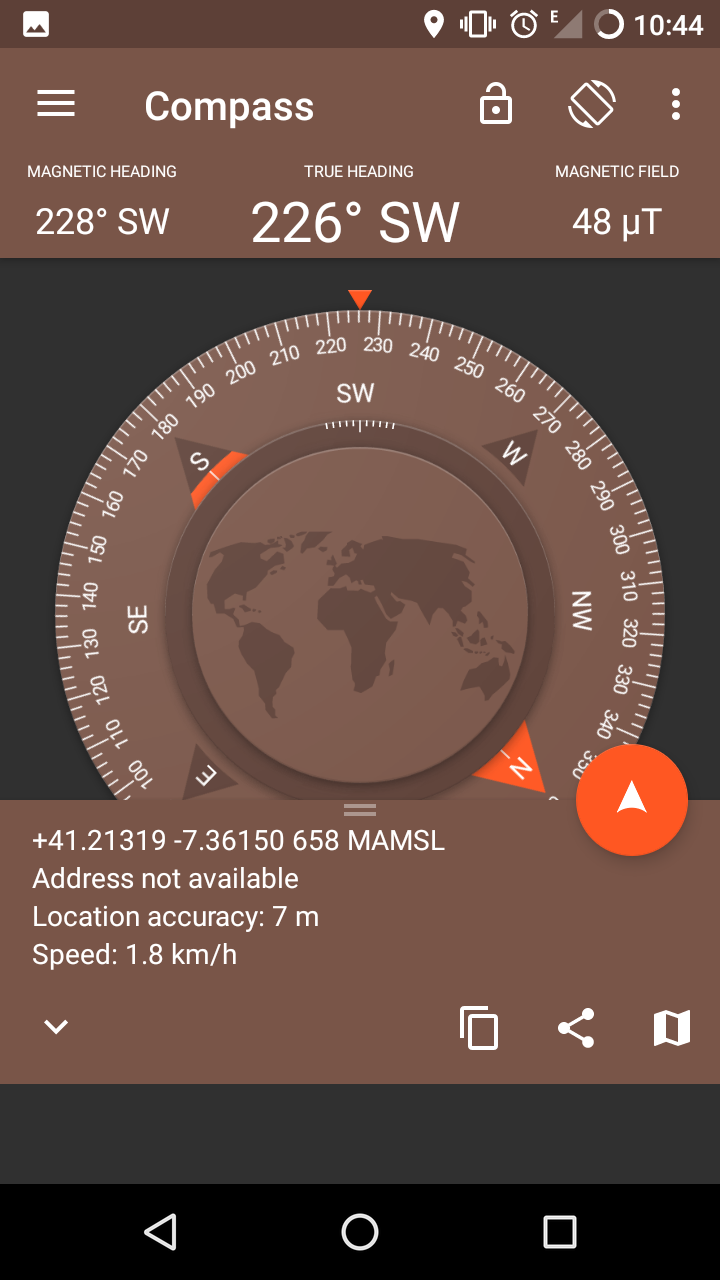 E 10:44
Compass
MAGNETIC HEADING TRUE HEADING MAGNETIC FIELD
228° SW 226° SW 48 µT
220 230
210 240
200 250
190 260
180 270
170 280
160 290
150 300
140 310
130 320
120 330
110 340
100 350
SW
S W
SE NW
E N
+41.21319 -7.36150 658 MAMSL
Address not available
Location accuracy: 7 m
Speed: 1.8 km/h